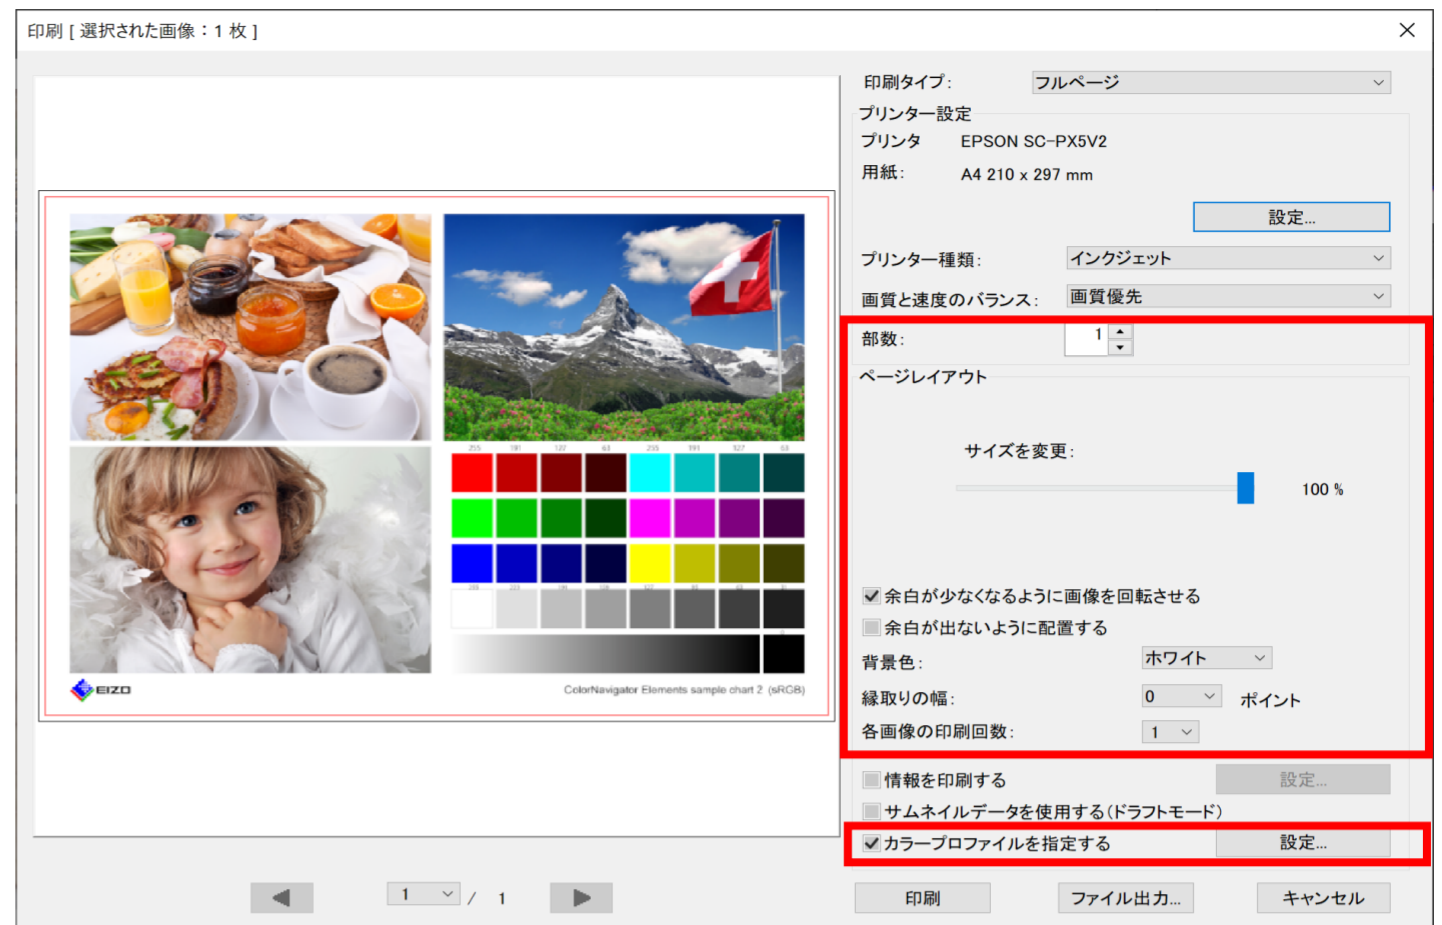 印刷 [ 選択された画像：1 枚 ]
印刷タイプ: フルページ
プリンター設定
プリンタ EPSON SC-PX5V2
用紙: A4 210 x 297 mm
設定...
プリンター種類: インクジェット
画質と速度のバランス: 画質優先
部数: 1
ページレイアウト
サイズを変更:
100 %
余白が少なくなるように画像を回転させる
余白が出ないように配置する
背景色: ホワイト
縁取りの幅: 0 ポイント
各画像の印刷回数: 1
情報を印刷する 設定...
サムネイルデータを使用する(ドラフトモード)
カラープロファイルを指定する 設定...
印刷 ファイル出力... キャンセル
255 191 127 63 255 191 127 63
EIZO
ColorNavigator Elements sample chart 2 (sRGB)
1 / 1